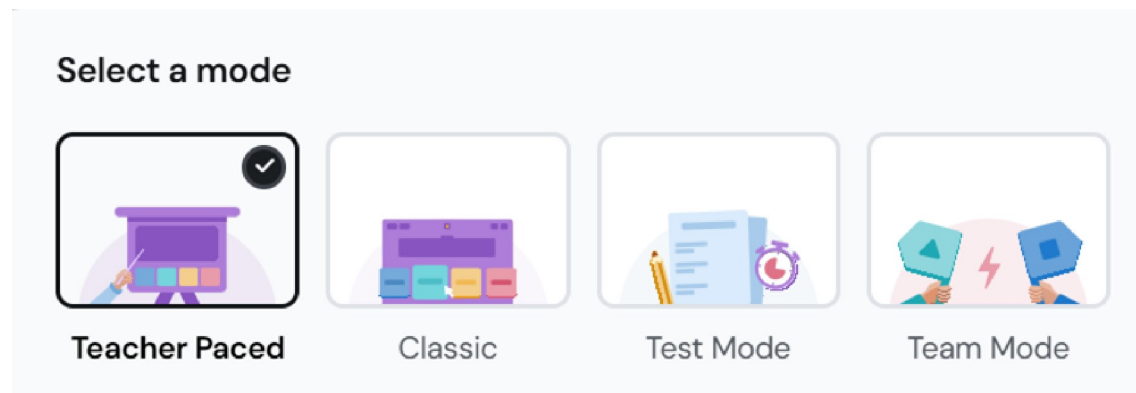 Select a mode
Teacher Paced
Classic
Test Mode
Team Mode